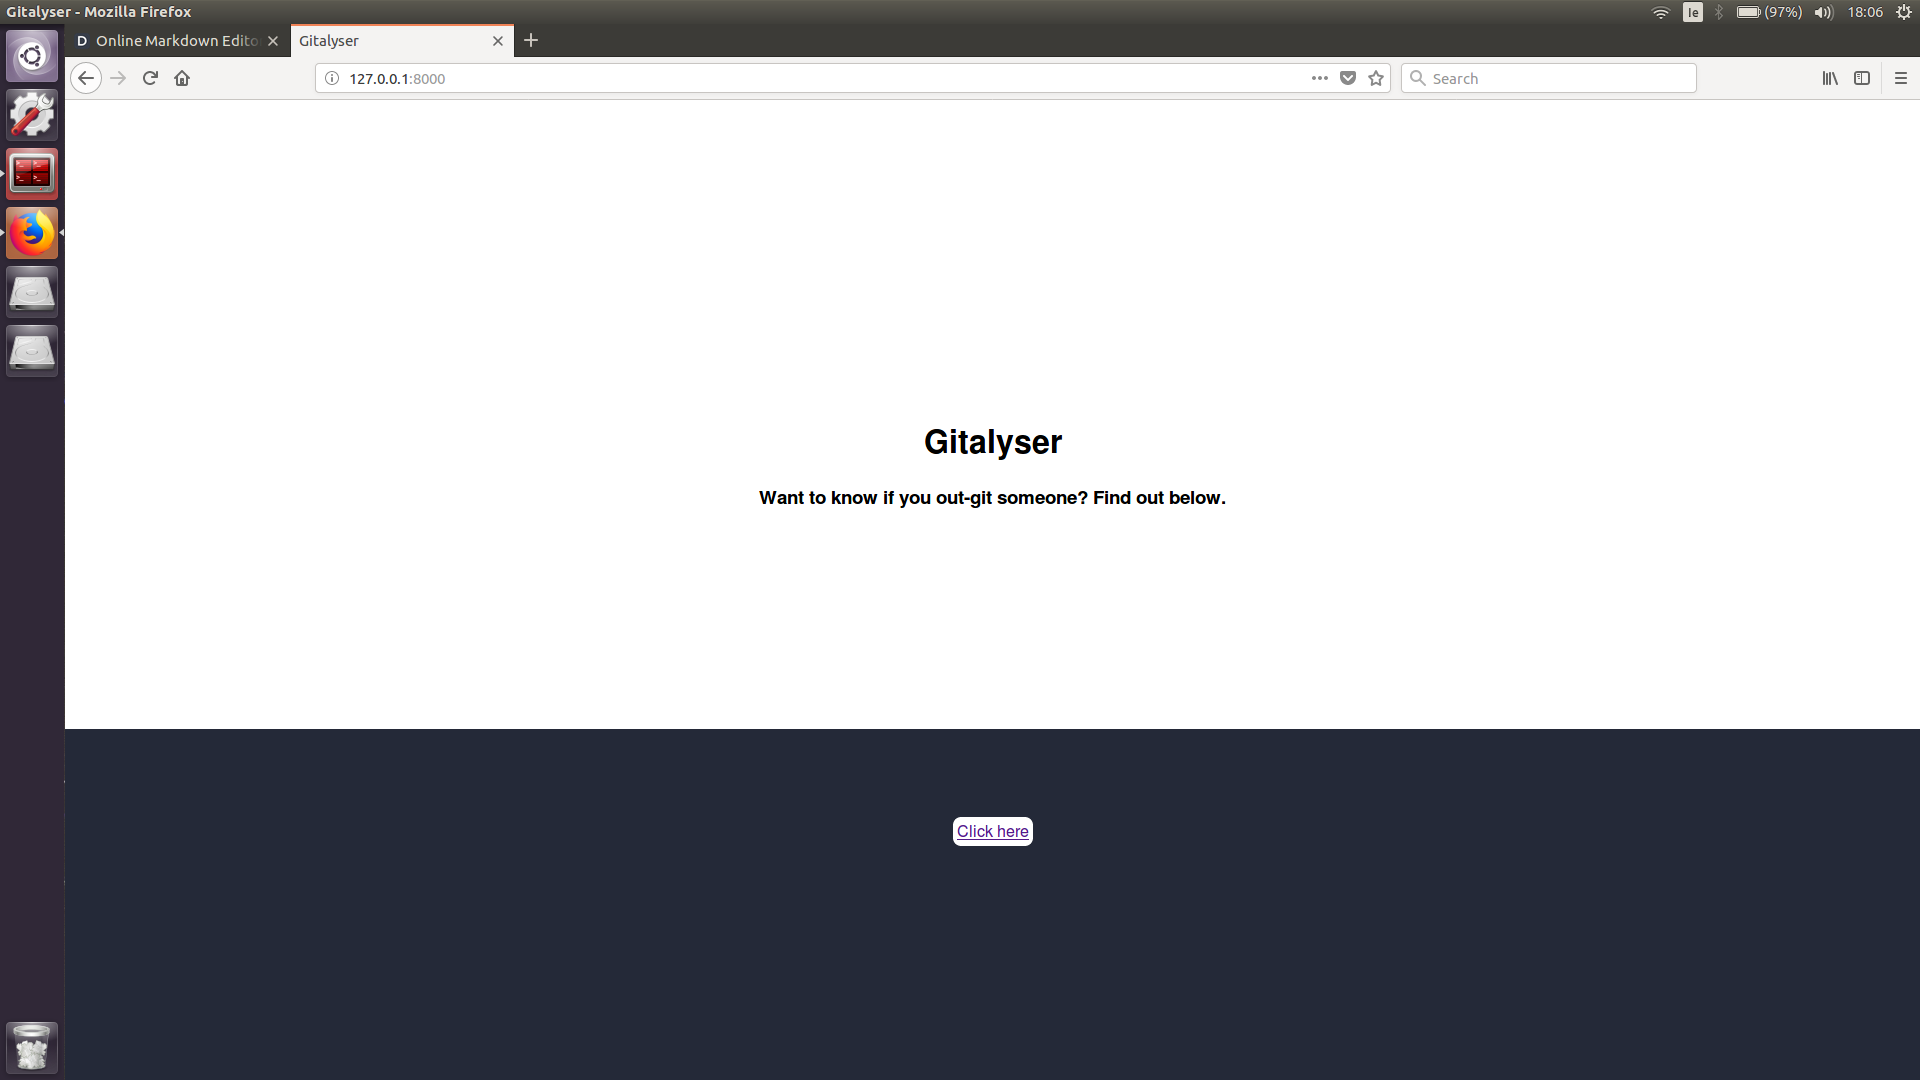 Gitalyser - Mozilla Firefox
Ie
(97%)
18:06
D Online Markdown Edito
Gitalyser
127.0.0.1:8000
Search
Gitalyser
Want to know if you out-git someone? Find out below.
Click here